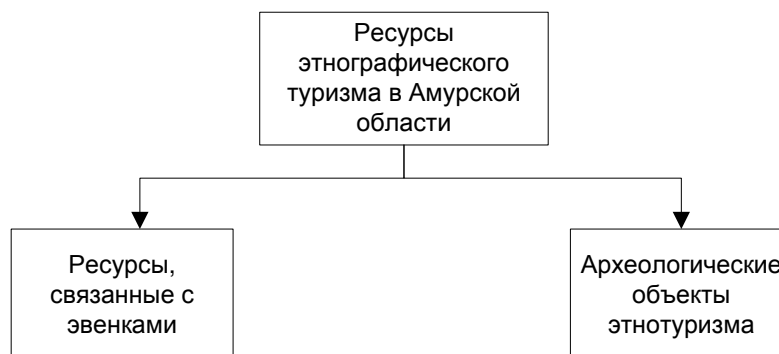 Ресурсы
этнографического
туризма в Амурской
области
Ресурсы,
связанные с
эвенками
Археологические
объекты
этнотуризма